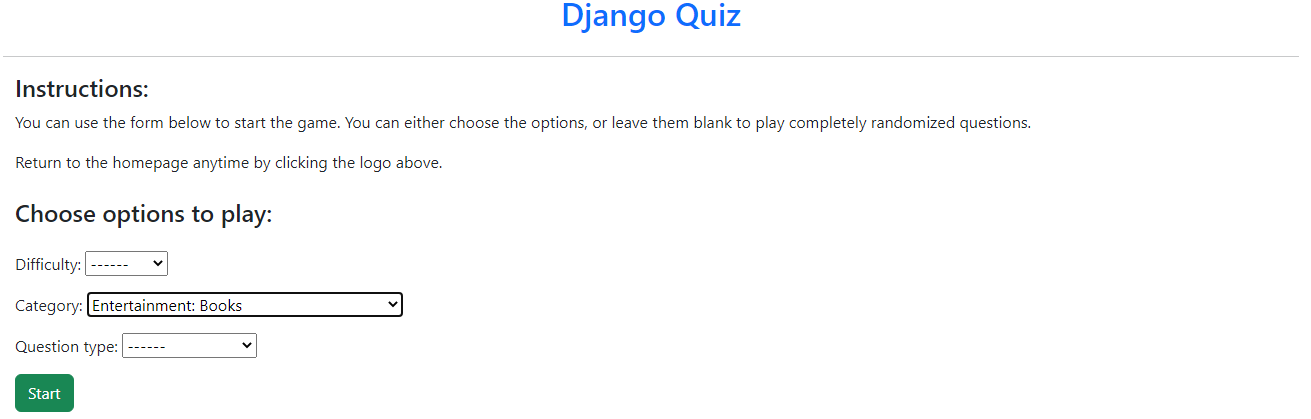 Django Quiz
Instructions:
You can use the form below to start the game. You can either choose the options, or leave them blank to play completely randomized questions.
Return to the homepage anytime by clicking the logo above.
Choose options to play:
Difficulty: ------
Category: Entertainment: Books
Question type: ------
Start